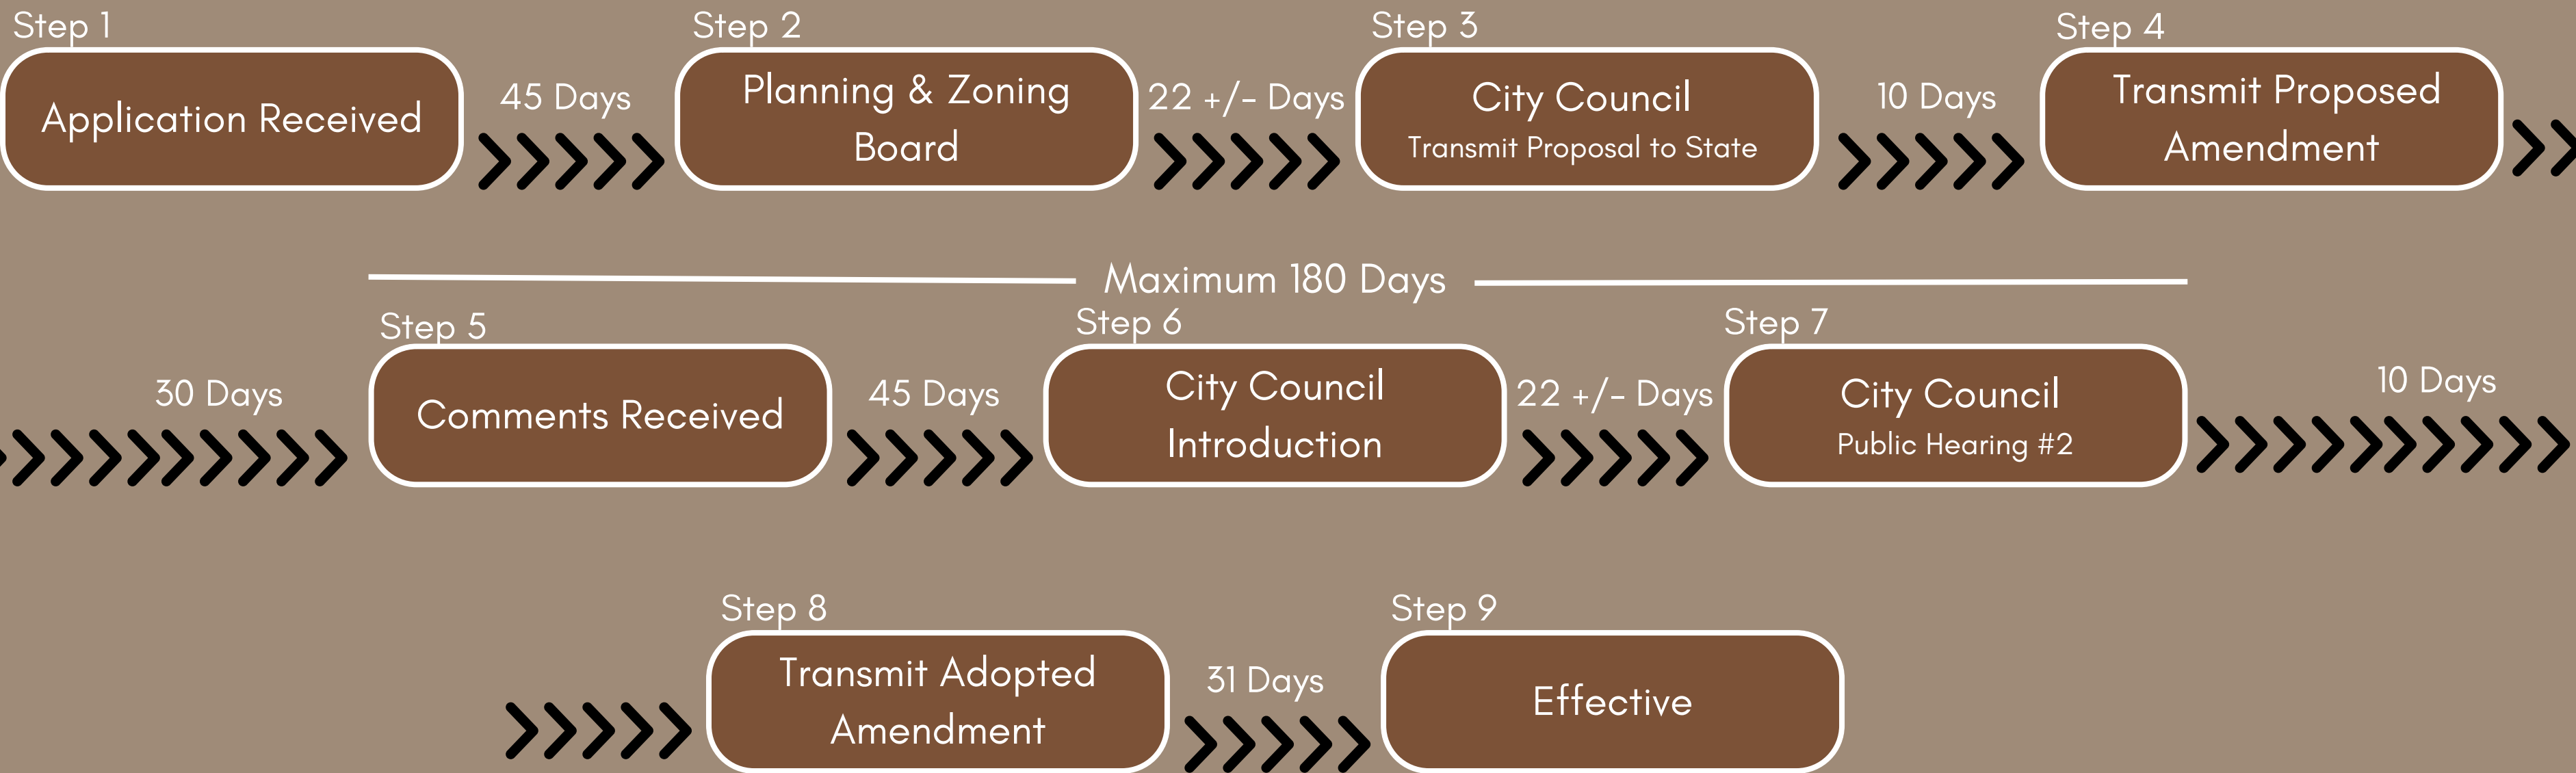 Step 1
Application Received
45 Days
Step 2
Planning & Zoning
Board
22 +/- Days
Step 3
City Council
Transmit Proposal to State
10 Days
Step 4
Transmit Proposed
Amendment
Maximum 180 Days
30 Days
Step 5
Comments Received
45 Days
Step 6
City Council
Introduction
22 +/- Days
Step 7
City Council
Public Hearing #2
10 Days
Step 8
Transmit Adopted
Amendment
31 Days
Step 9
Effective